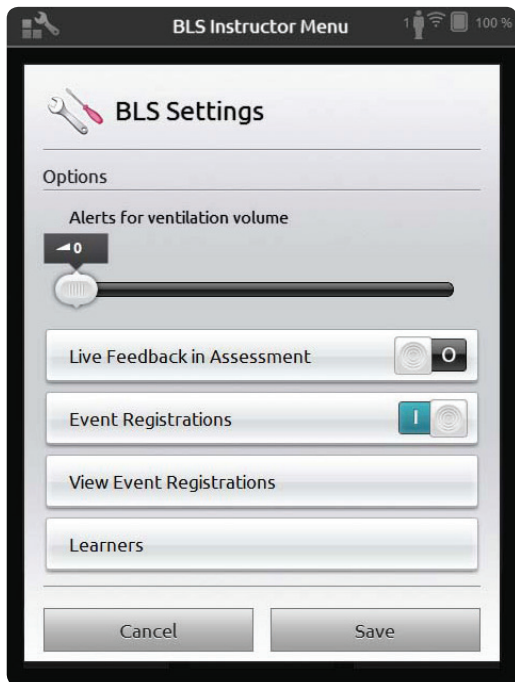 BLS Instructor Menu 1 100 %
BLS Settings
Options
Alerts for ventilation volume
0
Live Feedback in Assessment O
Event Registrations I
View Event Registrations
Learners
Cancel Save